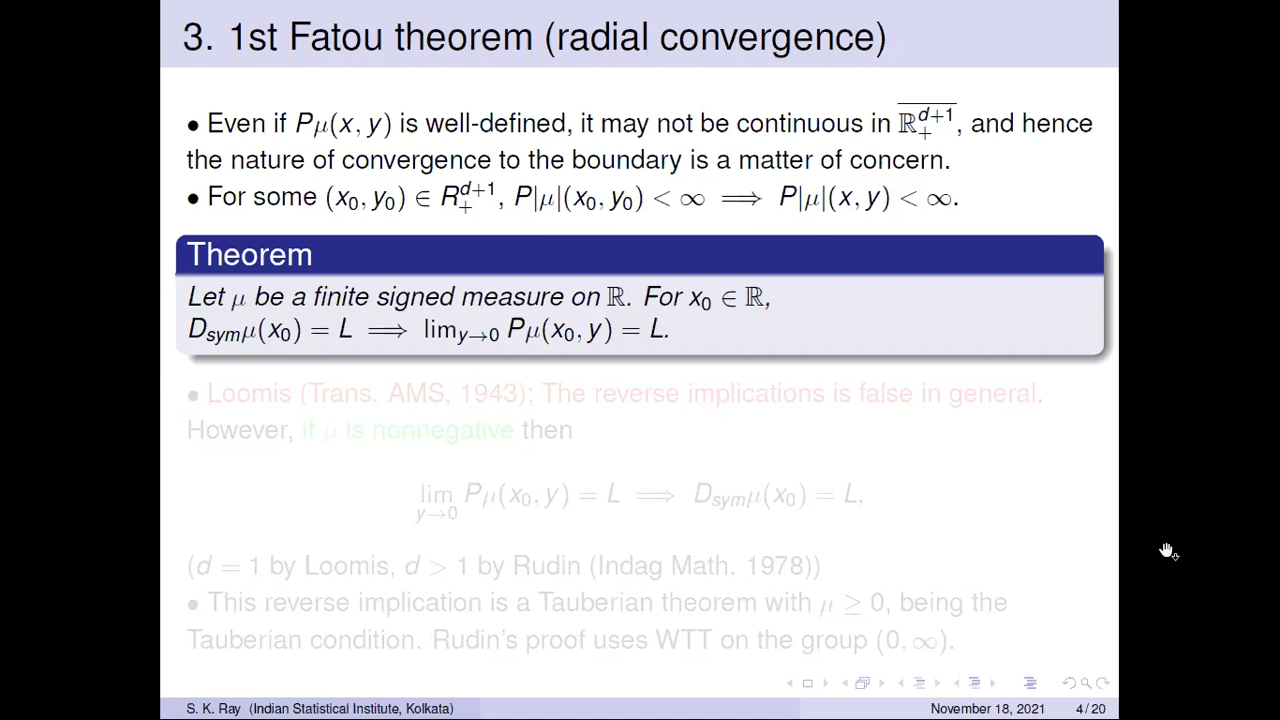 3. 1st Fatou theorem (radial convergence)
• Even if Pμ(x, y) is well-defined, it may not be continuous in \overline{ℝ_+^{d+1}}, and hence
the nature of convergence to the boundary is a matter of concern.
• For some (x₀, y₀) ∈ R_+^{d+1}, P|μ|(x₀, y₀) < ∞ ⟹ P|μ|(x, y) < ∞.
Theorem
Let μ be a finite signed measure on ℝ. For x₀ ∈ ℝ,
D_{sym}μ(x₀) = L ⟹ lim_{y→0} Pμ(x₀, y) = L.
• Loomis (Trans. AMS, 1943); The reverse implications is false in general.
However, if μ is nonnegative then
lim_{y→0} Pμ(x₀, y) = L ⟹ D_{sym}μ(x₀) = L,
(d = 1 by Loomis, d > 1 by Rudin (Indag Math. 1978))
• This reverse implication is a Tauberian theorem with μ ≥ 0, being the
Tauberian condition. Rudin's proof uses WTT on the group (0, ∞).
S. K. Ray (Indian Statistical Institute, Kolkata) November 18, 2021 4 / 20